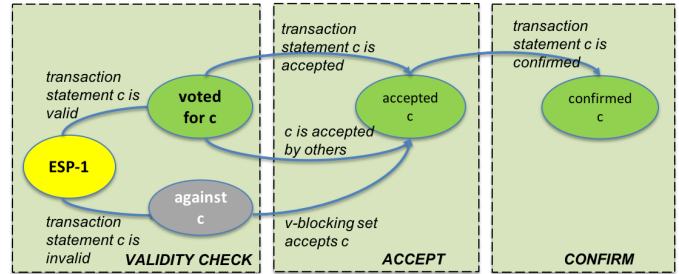 transaction
statement c is
accepted
transaction
statement c is
confirmed
transaction
statement c is
valid
voted
for c
accepted
c
confirmed
c
c is accepted
by others
ESP-1
against
c
transaction
statement c is
invalid
v-blocking set
accepts c
VALIDITY CHECK
ACCEPT
CONFIRM